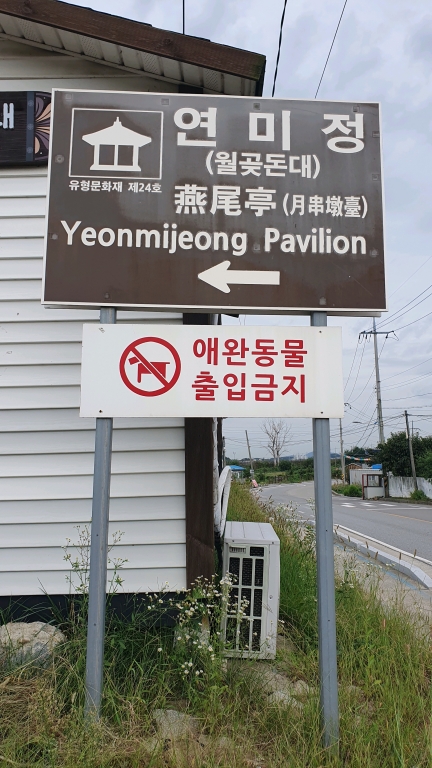 내
연미정
(월곶돈대)
유형문화재 제24호
燕尾亭 (月串墩臺)
Yeonmijeong Pavilion
애완동물
출입금지